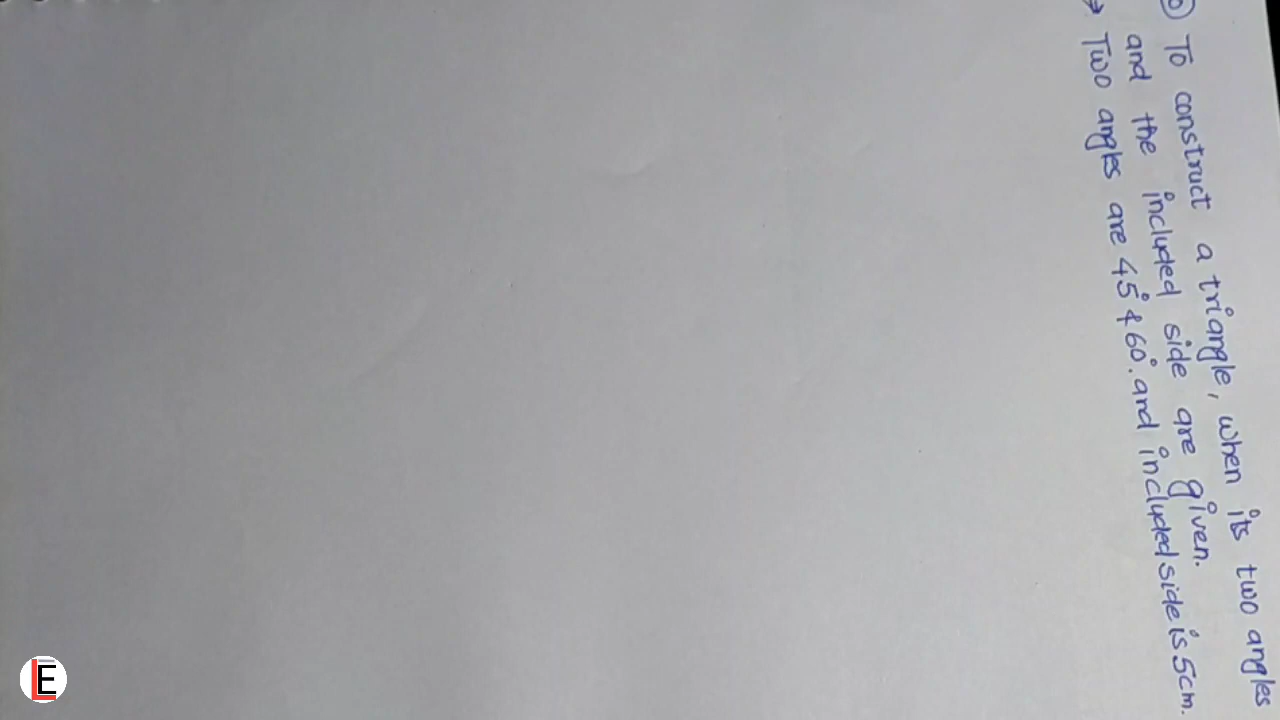 To construct a triangle, when its two angles
and the included side are given.
→ Two angles are 45° & 60°. and included side is 5cm.
LE